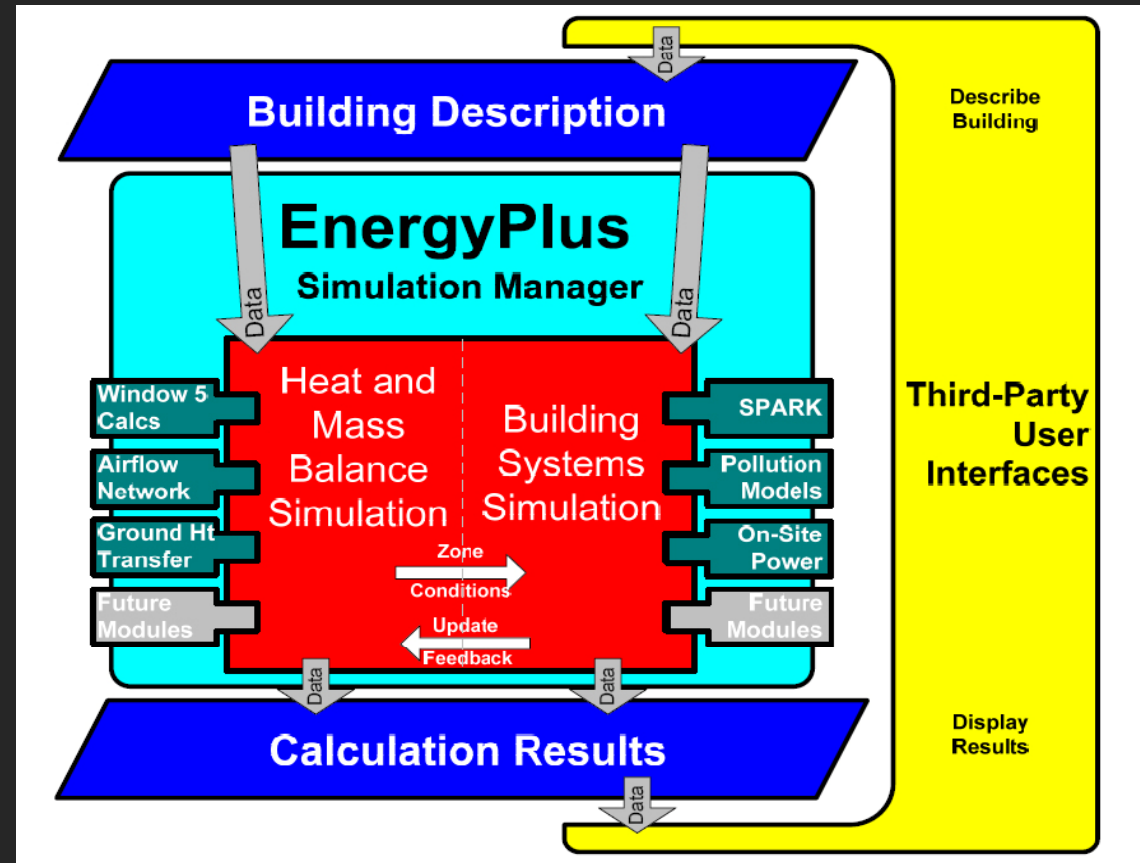 Data
Describe
Building
Building Description
EnergyPlus
Simulation Manager
Data
Data
Window 5
Calcs
Airflow
Network
Ground Ht
Transfer
Future
Modules
Heat and
Mass
Balance
Simulation
Building
Systems
Simulation
Zone
Conditions
Update
Feedback
SPARK
Pollution
Models
On-Site
Power
Future
Modules
Third-Party
User
Interfaces
Data
Data
Calculation Results
Display
Results
Data